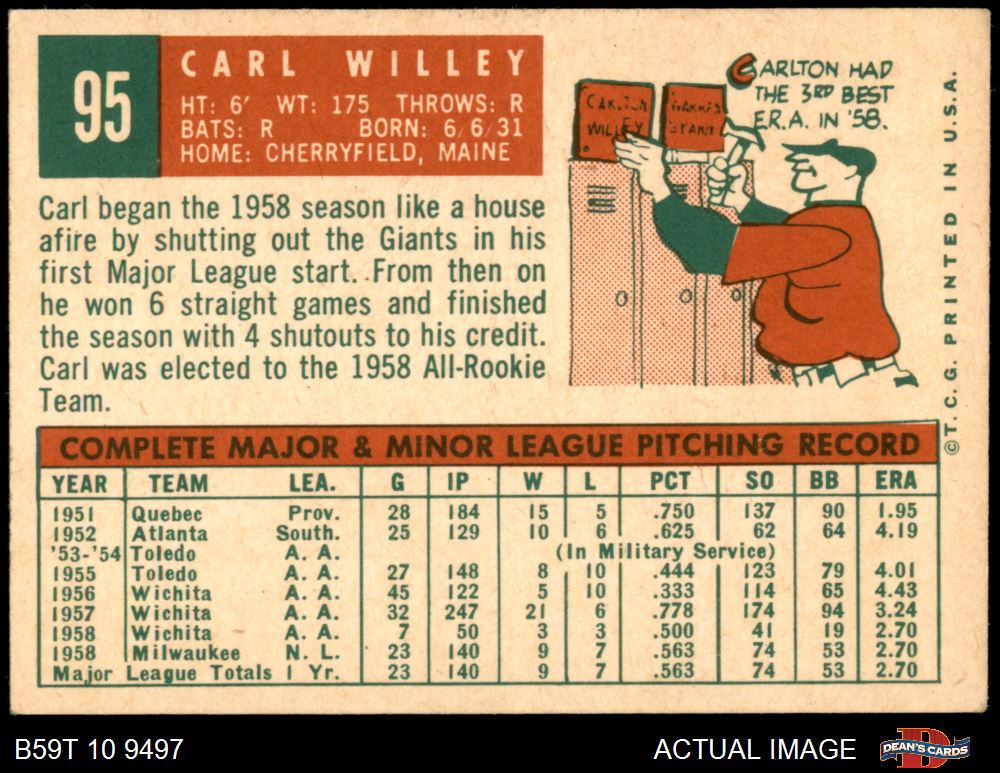 95
CARL WILLEY
HT: 6' WT: 175 THROWS: R
BATS: R BORN: 6/6/31
HOME: CHERRYFIELD, MAINE
CARLTON HAD
THE 3RD BEST
E.R.A. IN '58.
WILLEY
Carl began the 1958 season like a house
afire by shutting out the Giants in his
first Major League start. From then on
he won 6 straight games and finished
the season with 4 shutouts to his credit.
Carl was elected to the 1958 All-Rookie
Team.
© T. C. G. PRINTED IN U.S.A.
COMPLETE MAJOR & MINOR LEAGUE PITCHING RECORD
YEAR TEAM LEA. G IP W L PCT SO BB ERA
1951 Quebec Prov. 28 184 15 5 .750 137 90 1.95
1952 Atlanta South. 25 129 10 6 .625 62 64 4.19
'53-'54 Toledo A. A. (In Military Service)
1955 Toledo A. A. 27 148 8 10 .444 123 79 4.01
1956 Wichita A. A. 45 122 5 10 .333 114 65 4.43
1957 Wichita A. A. 32 247 21 6 .778 174 94 3.24
1958 Wichita A. A. 7 50 3 3 .500 41 19 2.70
1958 Milwaukee N. L. 23 140 9 7 .563 74 53 2.70
Major League Totals 1 Yr. 23 140 9 7 .563 74 53 2.70
B59T 10 9497
ACTUAL IMAGE
DEAN'S CARDS